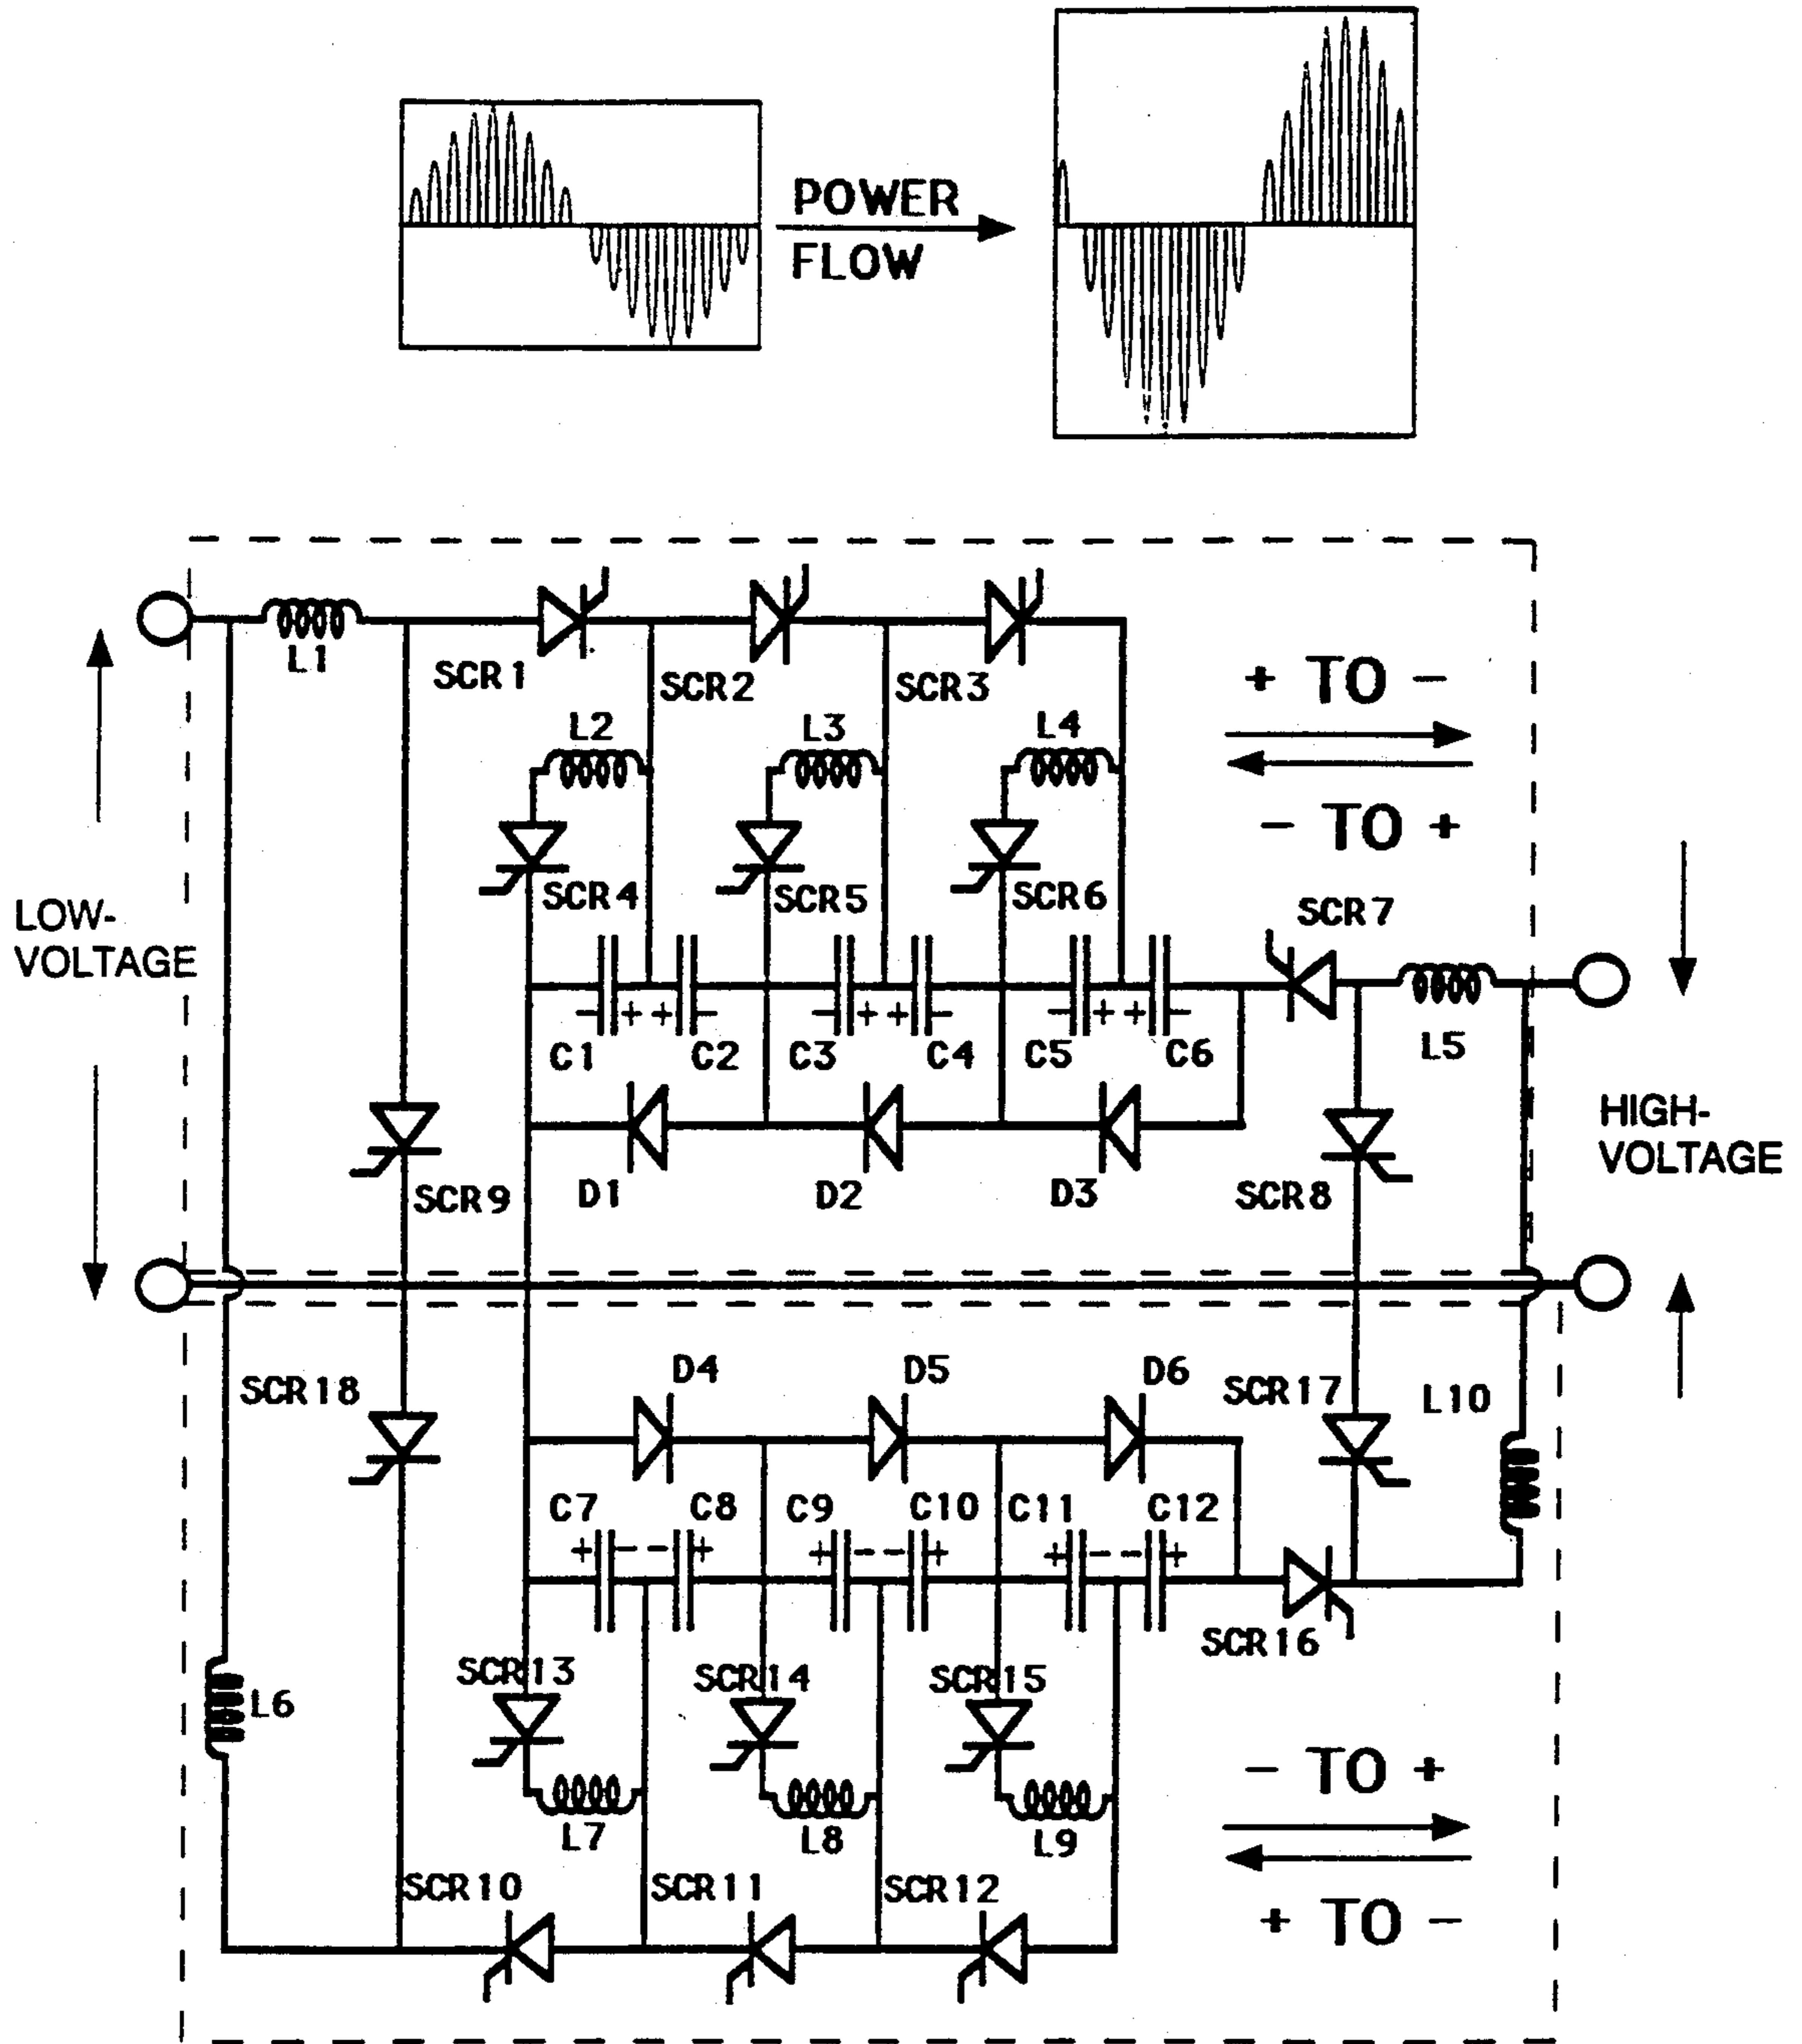 POWER
FLOW
L1
SCR1
SCR2
SCR3
+ TO −
L2
L3
L4
− TO +
SCR4
SCR5
SCR6
SCR7
LOW-
VOLTAGE
− + + −
− + + −
− + + −
C1
C2
C3
C4
C5
C6
L5
HIGH-
VOLTAGE
SCR9
D1
D2
D3
SCR8
SCR18
D4
D5
D6
SCR17
L10
C7
C8
C9
C10
C11
C12
+ − − +
+ − − +
+ − − +
SCR16
SCR13
SCR14
SCR15
L6
− TO +
L7
L8
L9
SCR10
SCR11
SCR12
+ TO −